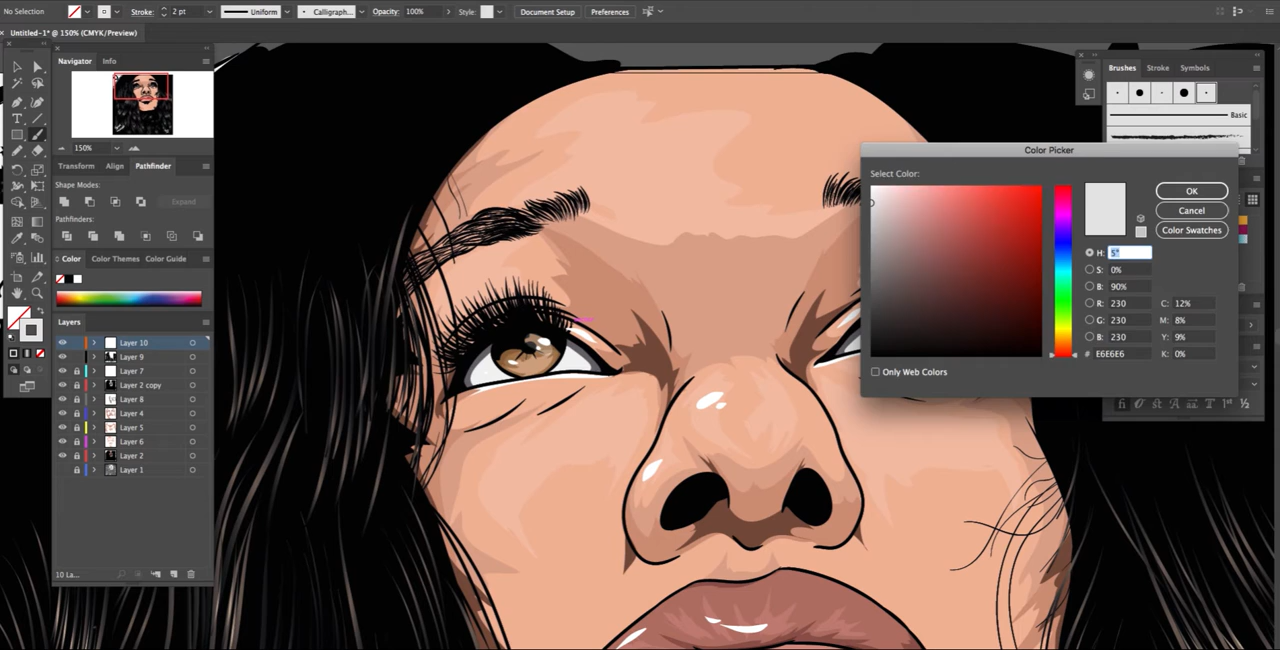 No Selection Stroke: 2 pt Uniform Calligraph... Opacity: 100% Style: Document Setup Preferences
Untitled-1* @ 150% (CMYK/Preview)
Navigator Info
150%
Transform Align Pathfinder
Shape Modes:
Expand
Pathfinders:
Color Color Themes Color Guide
Layers
Layer 10
Layer 9
Layer 7
Layer 2 copy
Layer 8
Layer 4
Layer 5
Layer 6
Layer 2
Layer 1
10 La...
Brushes Stroke Symbols
Basic
Color Picker
Select Color:
OK
Cancel
Color Swatches
H: 5°
S: 0%
B: 90%
R: 230 C: 12%
G: 230 M: 8%
B: 230 Y: 9%
# E6E6E6 K: 0%
Only Web Colors